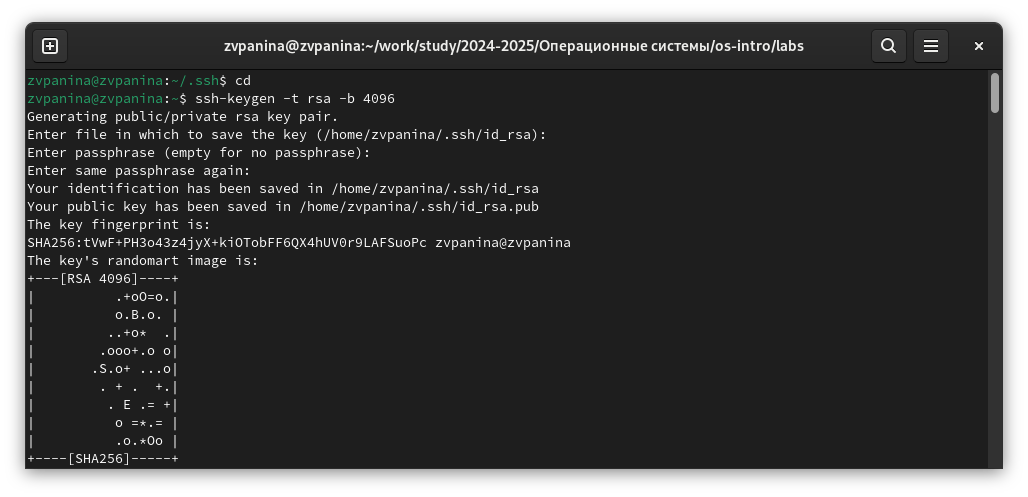 zvpanina@zvpanina:~/work/study/2024-2025/Операционные системы/os-intro/labs
zvpanina@zvpanina:~/.ssh$ cd
zvpanina@zvpanina:~$ ssh-keygen -t rsa -b 4096
Generating public/private rsa key pair.
Enter file in which to save the key (/home/zvpanina/.ssh/id_rsa):
Enter passphrase (empty for no passphrase):
Enter same passphrase again:
Your identification has been saved in /home/zvpanina/.ssh/id_rsa
Your public key has been saved in /home/zvpanina/.ssh/id_rsa.pub
The key fingerprint is:
SHA256:tVwF+PH3o43z4jyX+kiOTobFF6QX4hUV0r9LAFSuoPc zvpanina@zvpanina
The key's randomart image is:
+---[RSA 4096]----+
|          .+oO=o.|
|          o.B.o. |
|         ..+o*  .|
|        .ooo+.o o|
|       .S.o+ ...o|
|        . + .  +.|
|         . E .= +|
|          o =*.= |
|          .o.*Oo |
+----[SHA256]-----+